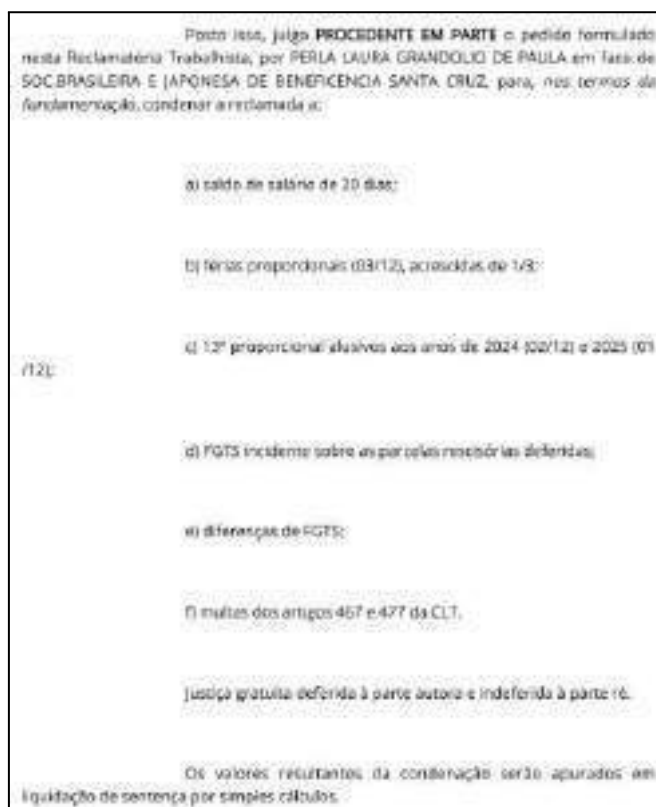 Posto isso, julgo PROCEDENTE EM PARTE o pedido formulado
nesta Reclamatória Trabalhista, por PERLA LAURA GRANDOLIO DE PAULA em face de
SOC.BRASILEIRA E JAPONESA DE BENEFICENCIA SANTA CRUZ, para, nos termos da
fundamentação, condenar a reclamada a:
a) saldo de salário de 20 dias;
b) férias proporcionais (03/12), acrescidas de 1/3;
c) 13º proporcional alusivos aos anos de 2024 (02/12) e 2025 (01
/12);
d) FGTS incidente sobre as parcelas rescisórias deferidas;
e) diferenças de FGTS;
f) multas dos artigos 467 e 477 da CLT.
Justiça gratuita deferida à parte autora e indeferida à parte ré.
Os valores resultantes da condenação serão apurados em
liquidação de sentença por simples cálculos.